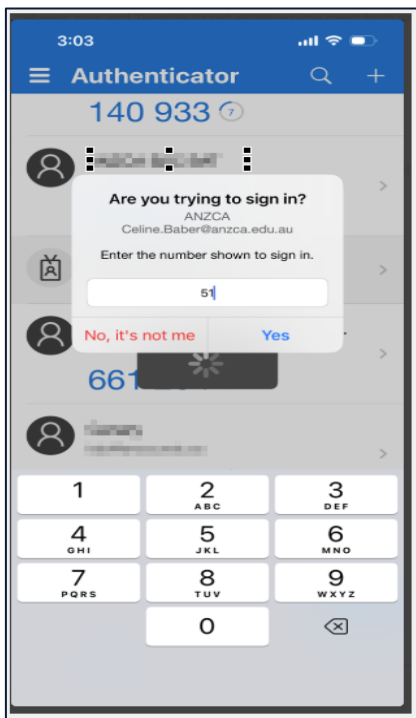 3:03
Authenticator
140 933
Are you trying to sign in?
ANZCA
Celine.Baber@anzca.edu.au
Enter the number shown to sign in.
51
No, it's not me
Yes
661
1
2
ABC
3
DEF
4
GHI
5
JKL
6
MNO
7
PQRS
8
TUV
9
WXYZ
0